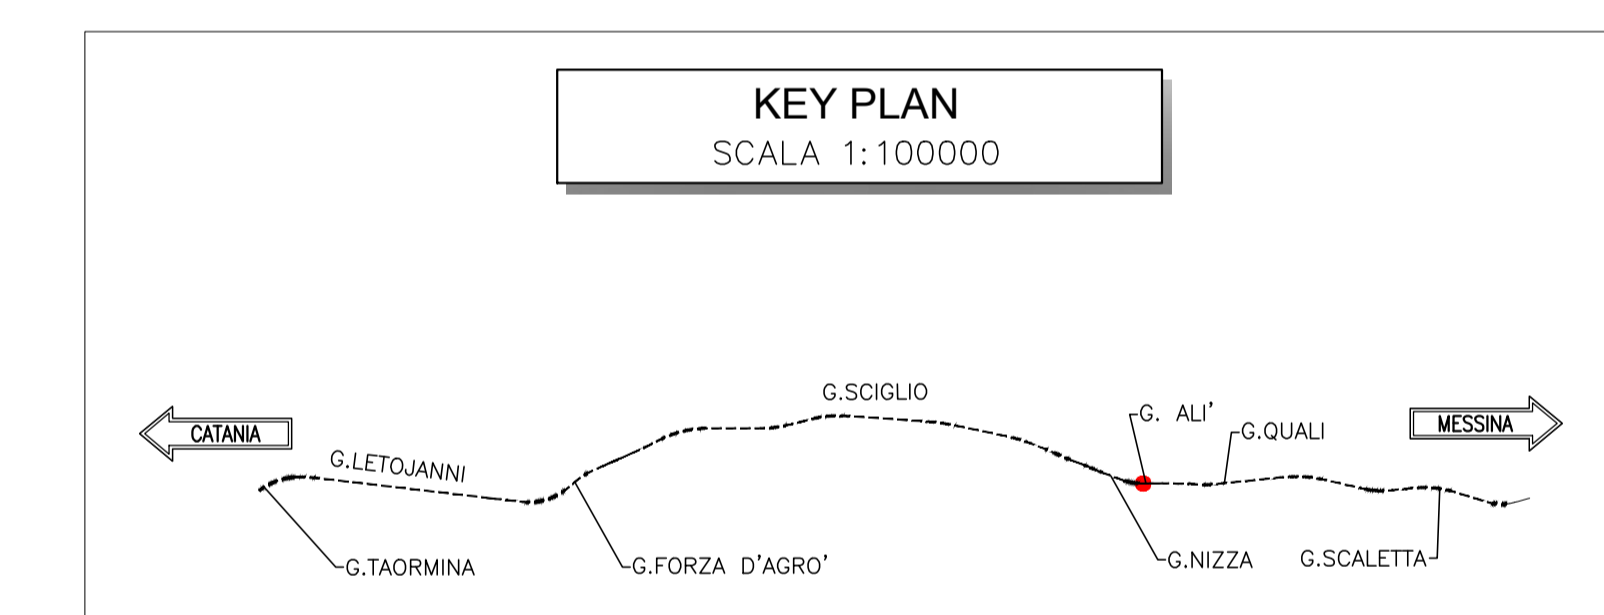 KEY PLAN
SCALA 1:100000
G.SCIGLIO
G. ALI'
G.QUALI
CATANIA
MESSINA
G.LETOJANNI
G.TAORMINA
G.FORZA D'AGRO'
G.NIZZA
G.SCALETTA